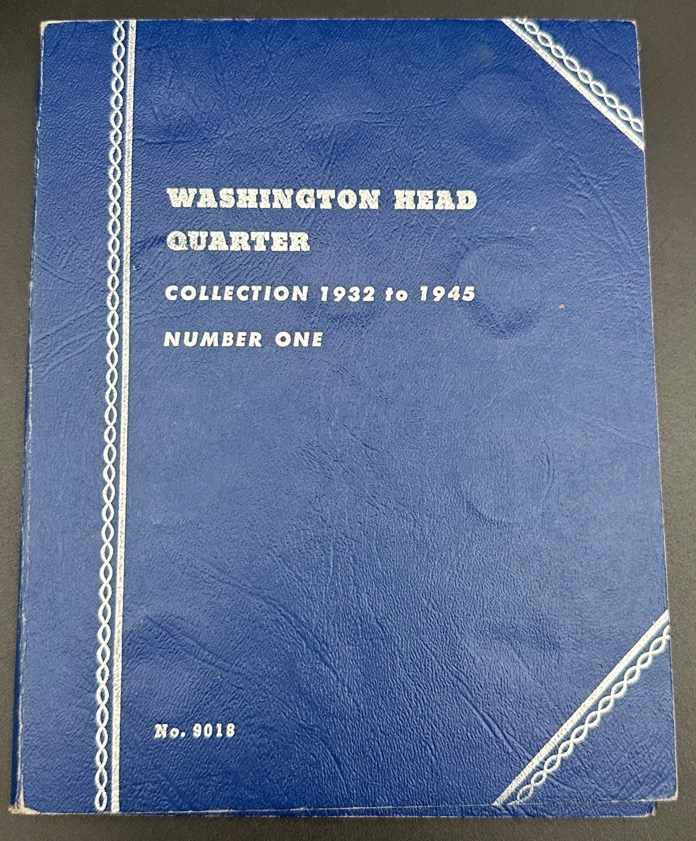 WASHINGTON HEAD
QUARTER
COLLECTION 1932 to 1945
NUMBER ONE
No. 9018